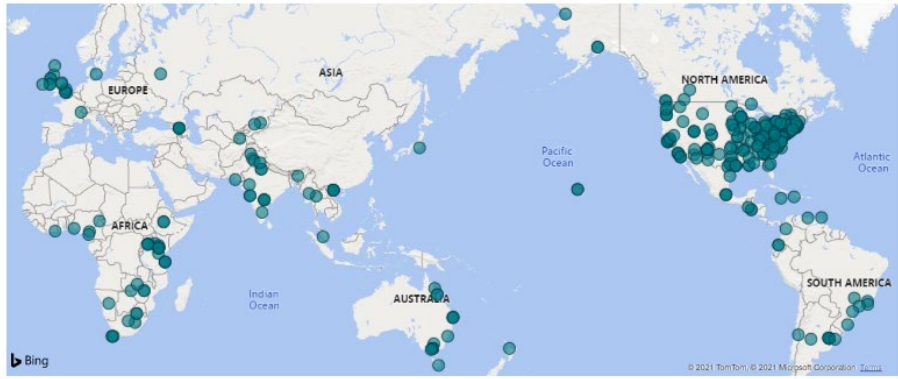 ASIA
NORTH AMERICA
EUROPE
Pacific
Ocean
Atlantic
Ocean
AFRICA
SOUTH AMERICA
Indian
Ocean
AUSTRALIA
Bing
© 2021 TomTom, © 2021 Microsoft Corporation Terms